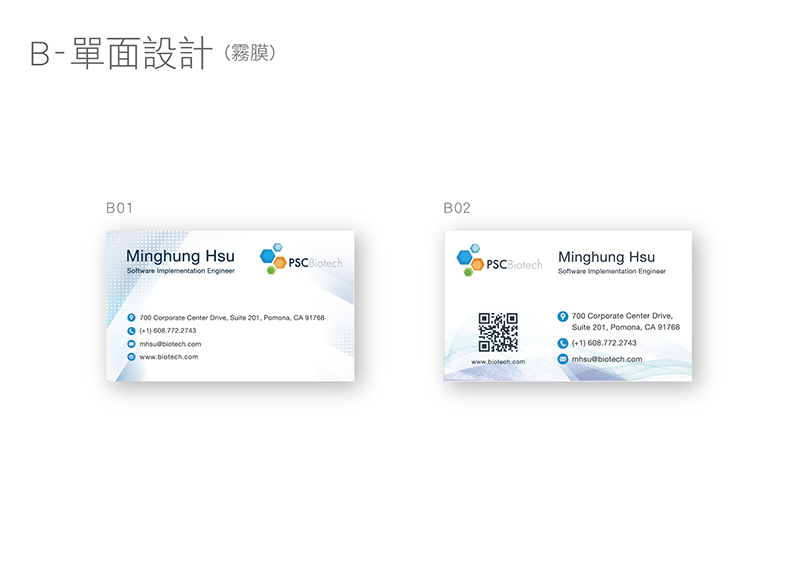 B-單面設計（霧膜）
B01
Minghung Hsu
Software Implementation Engineer
PSCBiotech
700 Corporate Center Drive, Suite 201, Pomona, CA 91768
(+1) 608.772.2743
mhsu@biotech.com
www.biotech.com
B02
PSCBiotech
Minghung Hsu
Software Implementation Engineer
www.biotech.com
700 Corporate Center Drive,
Suite 201, Pomona, CA 91768
(+1) 608.772.2743
mhsu@biotech.com